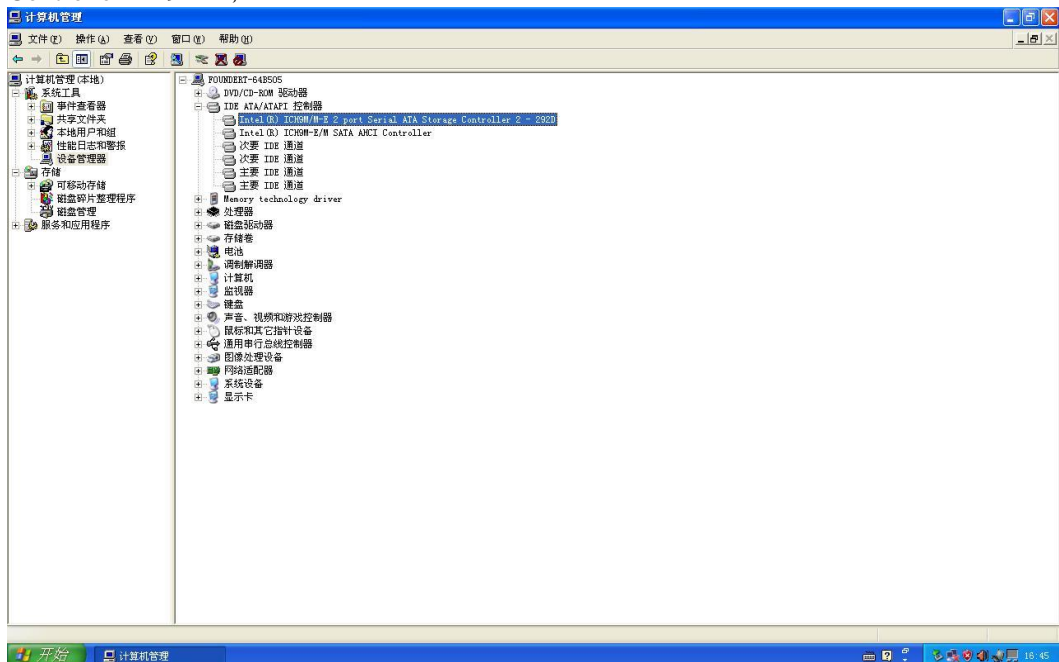 计算机管理
文件(F) 操作(A) 查看(V) 窗口(W) 帮助(H)
计算机管理(本地)
系统工具
事件查看器
共享文件夹
本地用户和组
性能日志和警报
设备管理器
存储
可移动存储
磁盘碎片整理程序
磁盘管理
服务和应用程序
FOUNDERT-64B505
DVD/CD-ROM 驱动器
IDE ATA/ATAPI 控制器
Intel(R) ICH9M/M-E 2 port Serial ATA Storage Controller 2 - 292D
Intel(R) ICH9M-E/M SATA AHCI Controller
次要 IDE 通道
次要 IDE 通道
主要 IDE 通道
主要 IDE 通道
Memory technology driver
处理器
磁盘驱动器
存储卷
电池
调制解调器
计算机
监视器
键盘
声音、视频和游戏控制器
鼠标和其它指针设备
通用串行总线控制器
图像处理设备
网络适配器
系统设备
显示卡
开始 计算机管理 16:45